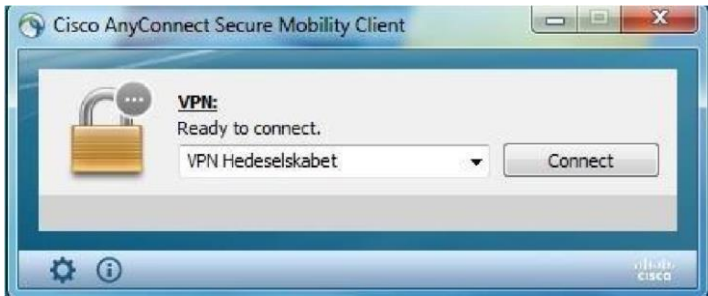 Cisco AnyConnect Secure Mobility Client
VPN:
Ready to connect.
VPN Hedeselskabet
Connect
CISCO